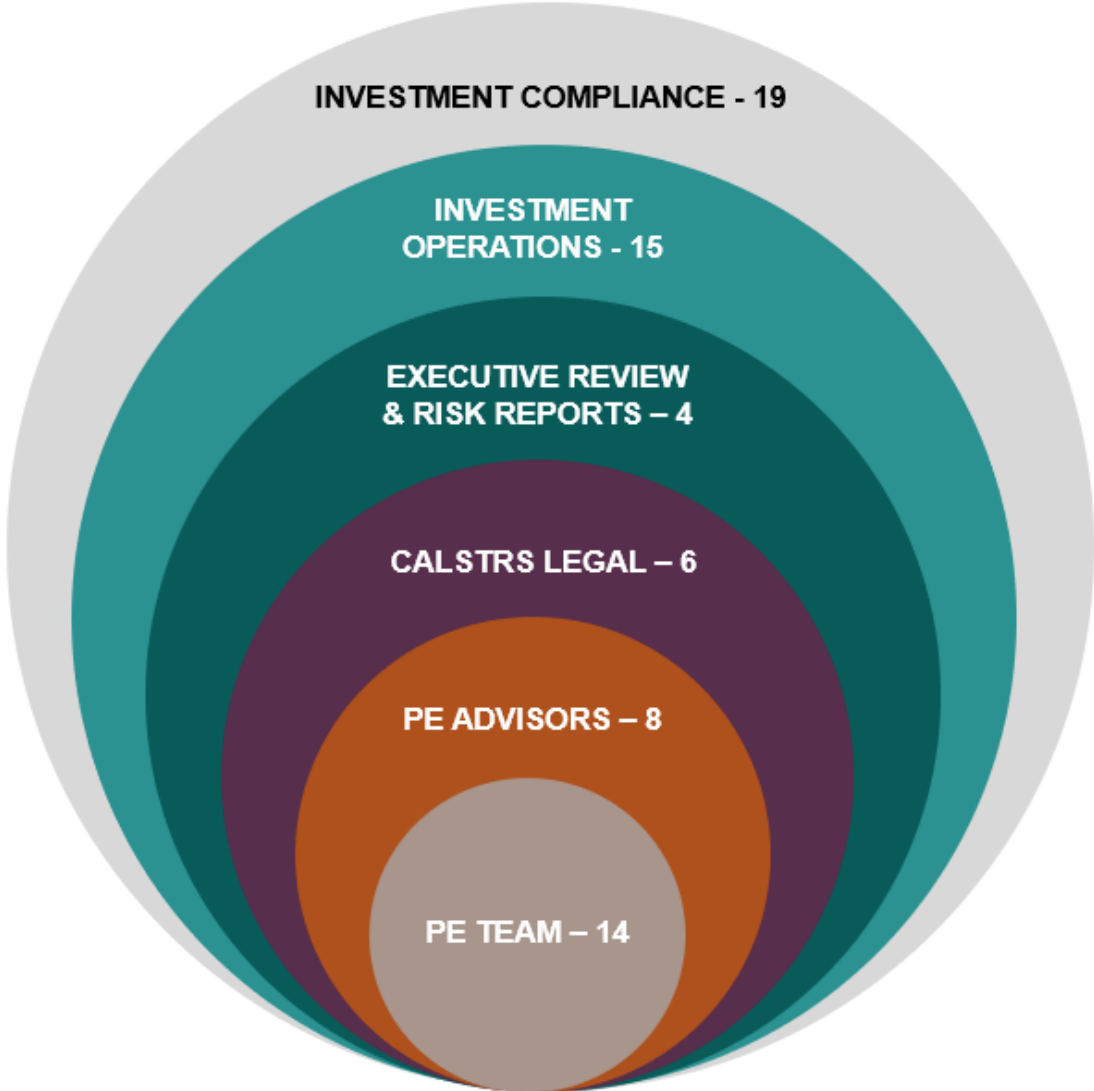 INVESTMENT COMPLIANCE - 19
INVESTMENT
OPERATIONS - 15
EXECUTIVE REVIEW
& RISK REPORTS – 4
CALSTRS LEGAL – 6
PE ADVISORS – 8
PE TEAM – 14